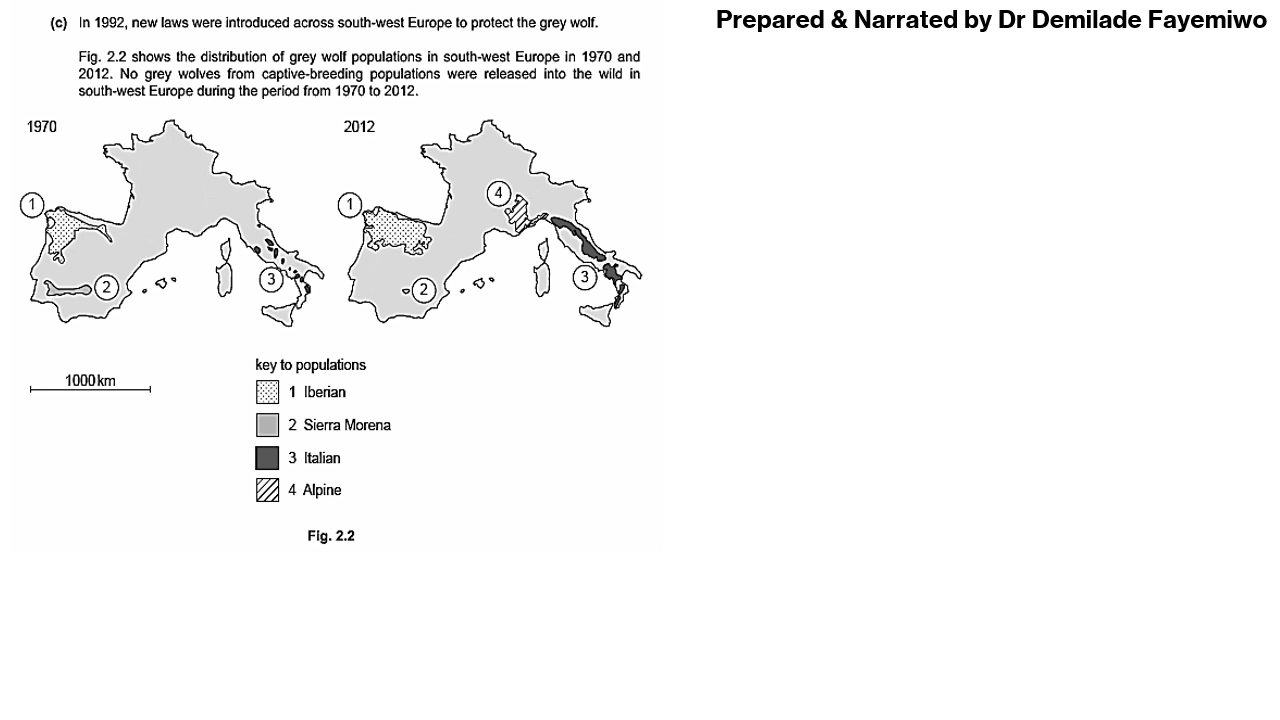 Prepared & Narrated by Dr Demilade Fayemiwo
(c) In 1992, new laws were introduced across south-west Europe to protect the grey wolf.
Fig. 2.2 shows the distribution of grey wolf populations in south-west Europe in 1970 and
2012. No grey wolves from captive-breeding populations were released into the wild in
south-west Europe during the period from 1970 to 2012.
1970
1
2
3
2012
1
4
2
3
1000 km
key to populations
1 Iberian
2 Sierra Morena
3 Italian
4 Alpine
Fig. 2.2